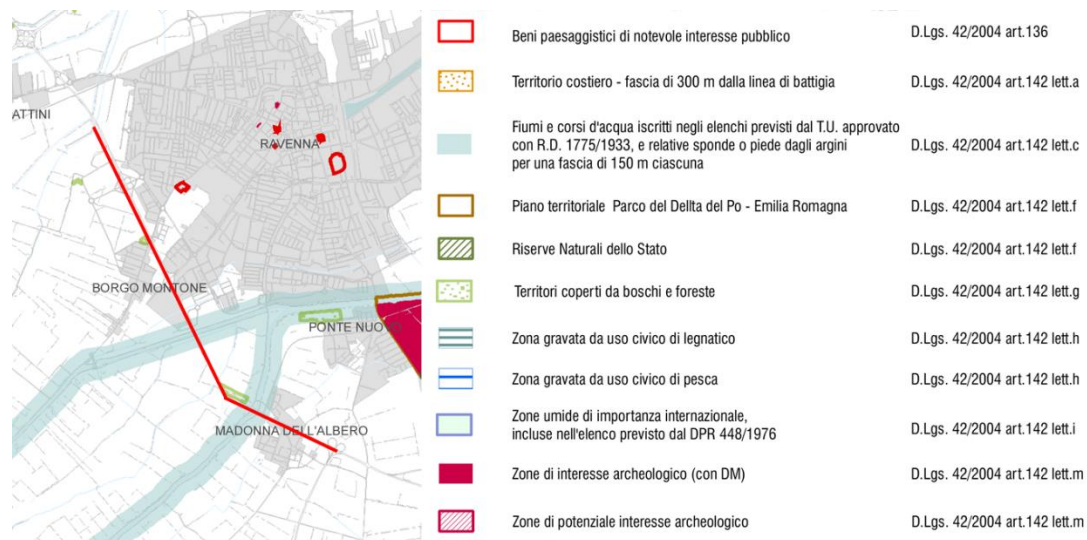 ATTINI
RAVENNA
BORGO MONTONE
PONTE NUOVO
MADONNA DELL'ALBERO
Beni paesaggistici di notevole interesse pubblico
D.Lgs. 42/2004 art.136
Territorio costiero - fascia di 300 m dalla linea di battigia
D.Lgs. 42/2004 art.142 lett.a
Fiumi e corsi d'acqua iscritti negli elenchi previsti dal T.U. approvato
con R.D. 1775/1933, e relative sponde o piede dagli argini
per una fascia di 150 m ciascuna
D.Lgs. 42/2004 art.142 lett.c
Piano territoriale Parco del Dellta del Po - Emilia Romagna
D.Lgs. 42/2004 art.142 lett.f
Riserve Naturali dello Stato
D.Lgs. 42/2004 art.142 lett.f
Territori coperti da boschi e foreste
D.Lgs. 42/2004 art.142 lett.g
Zona gravata da uso civico di legnatico
D.Lgs. 42/2004 art.142 lett.h
Zona gravata da uso civico di pesca
D.Lgs. 42/2004 art.142 lett.h
Zone umide di importanza internazionale,
incluse nell'elenco previsto dal DPR 448/1976
D.Lgs. 42/2004 art.142 lett.i
Zone di interesse archeologico (con DM)
D.Lgs. 42/2004 art.142 lett.m
Zone di potenziale interesse archeologico
D.Lgs. 42/2004 art.142 lett.m